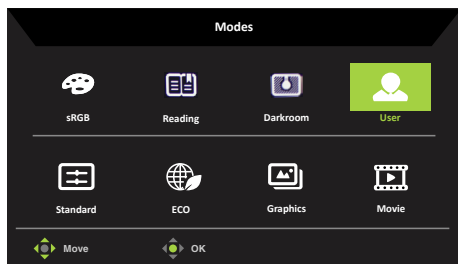 Modes
sRGB Reading Darkroom User
Standard ECO Graphics Movie
Move OK